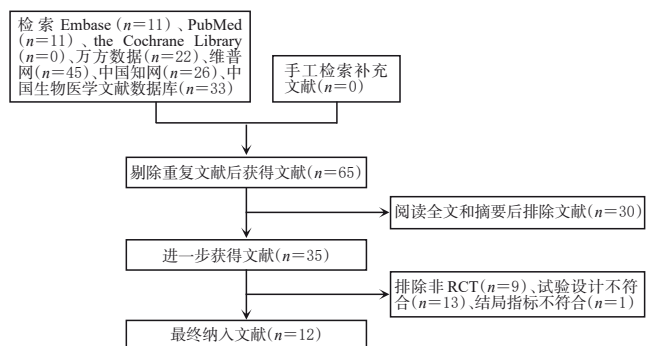 检索 Embase(n=11)、PubMed
(n=11)、the Cochrane Library
(n=0)、万方数据(n=22)、维普
网(n=45)、中国知网(n=26)、中
国生物医学文献数据库(n=33)
手工检索补充
文献(n=0)
剔除重复文献后获得文献(n=65)
阅读全文和摘要后排除文献(n=30)
进一步获得文献(n=35)
排除非RCT(n=9)、试验设计不符
合(n=13)、结局指标不符合(n=1)
最终纳入文献(n=12)